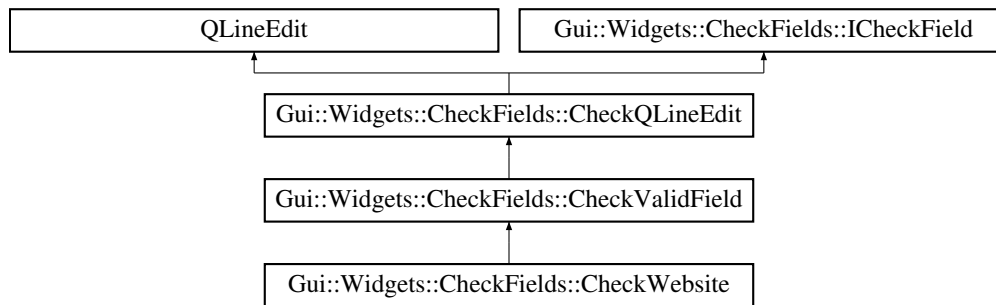 QLineEdit
Gui::Widgets::CheckFields::ICheckField
Gui::Widgets::CheckFields::CheckQLineEdit
Gui::Widgets::CheckFields::CheckValidField
Gui::Widgets::CheckFields::CheckWebsite